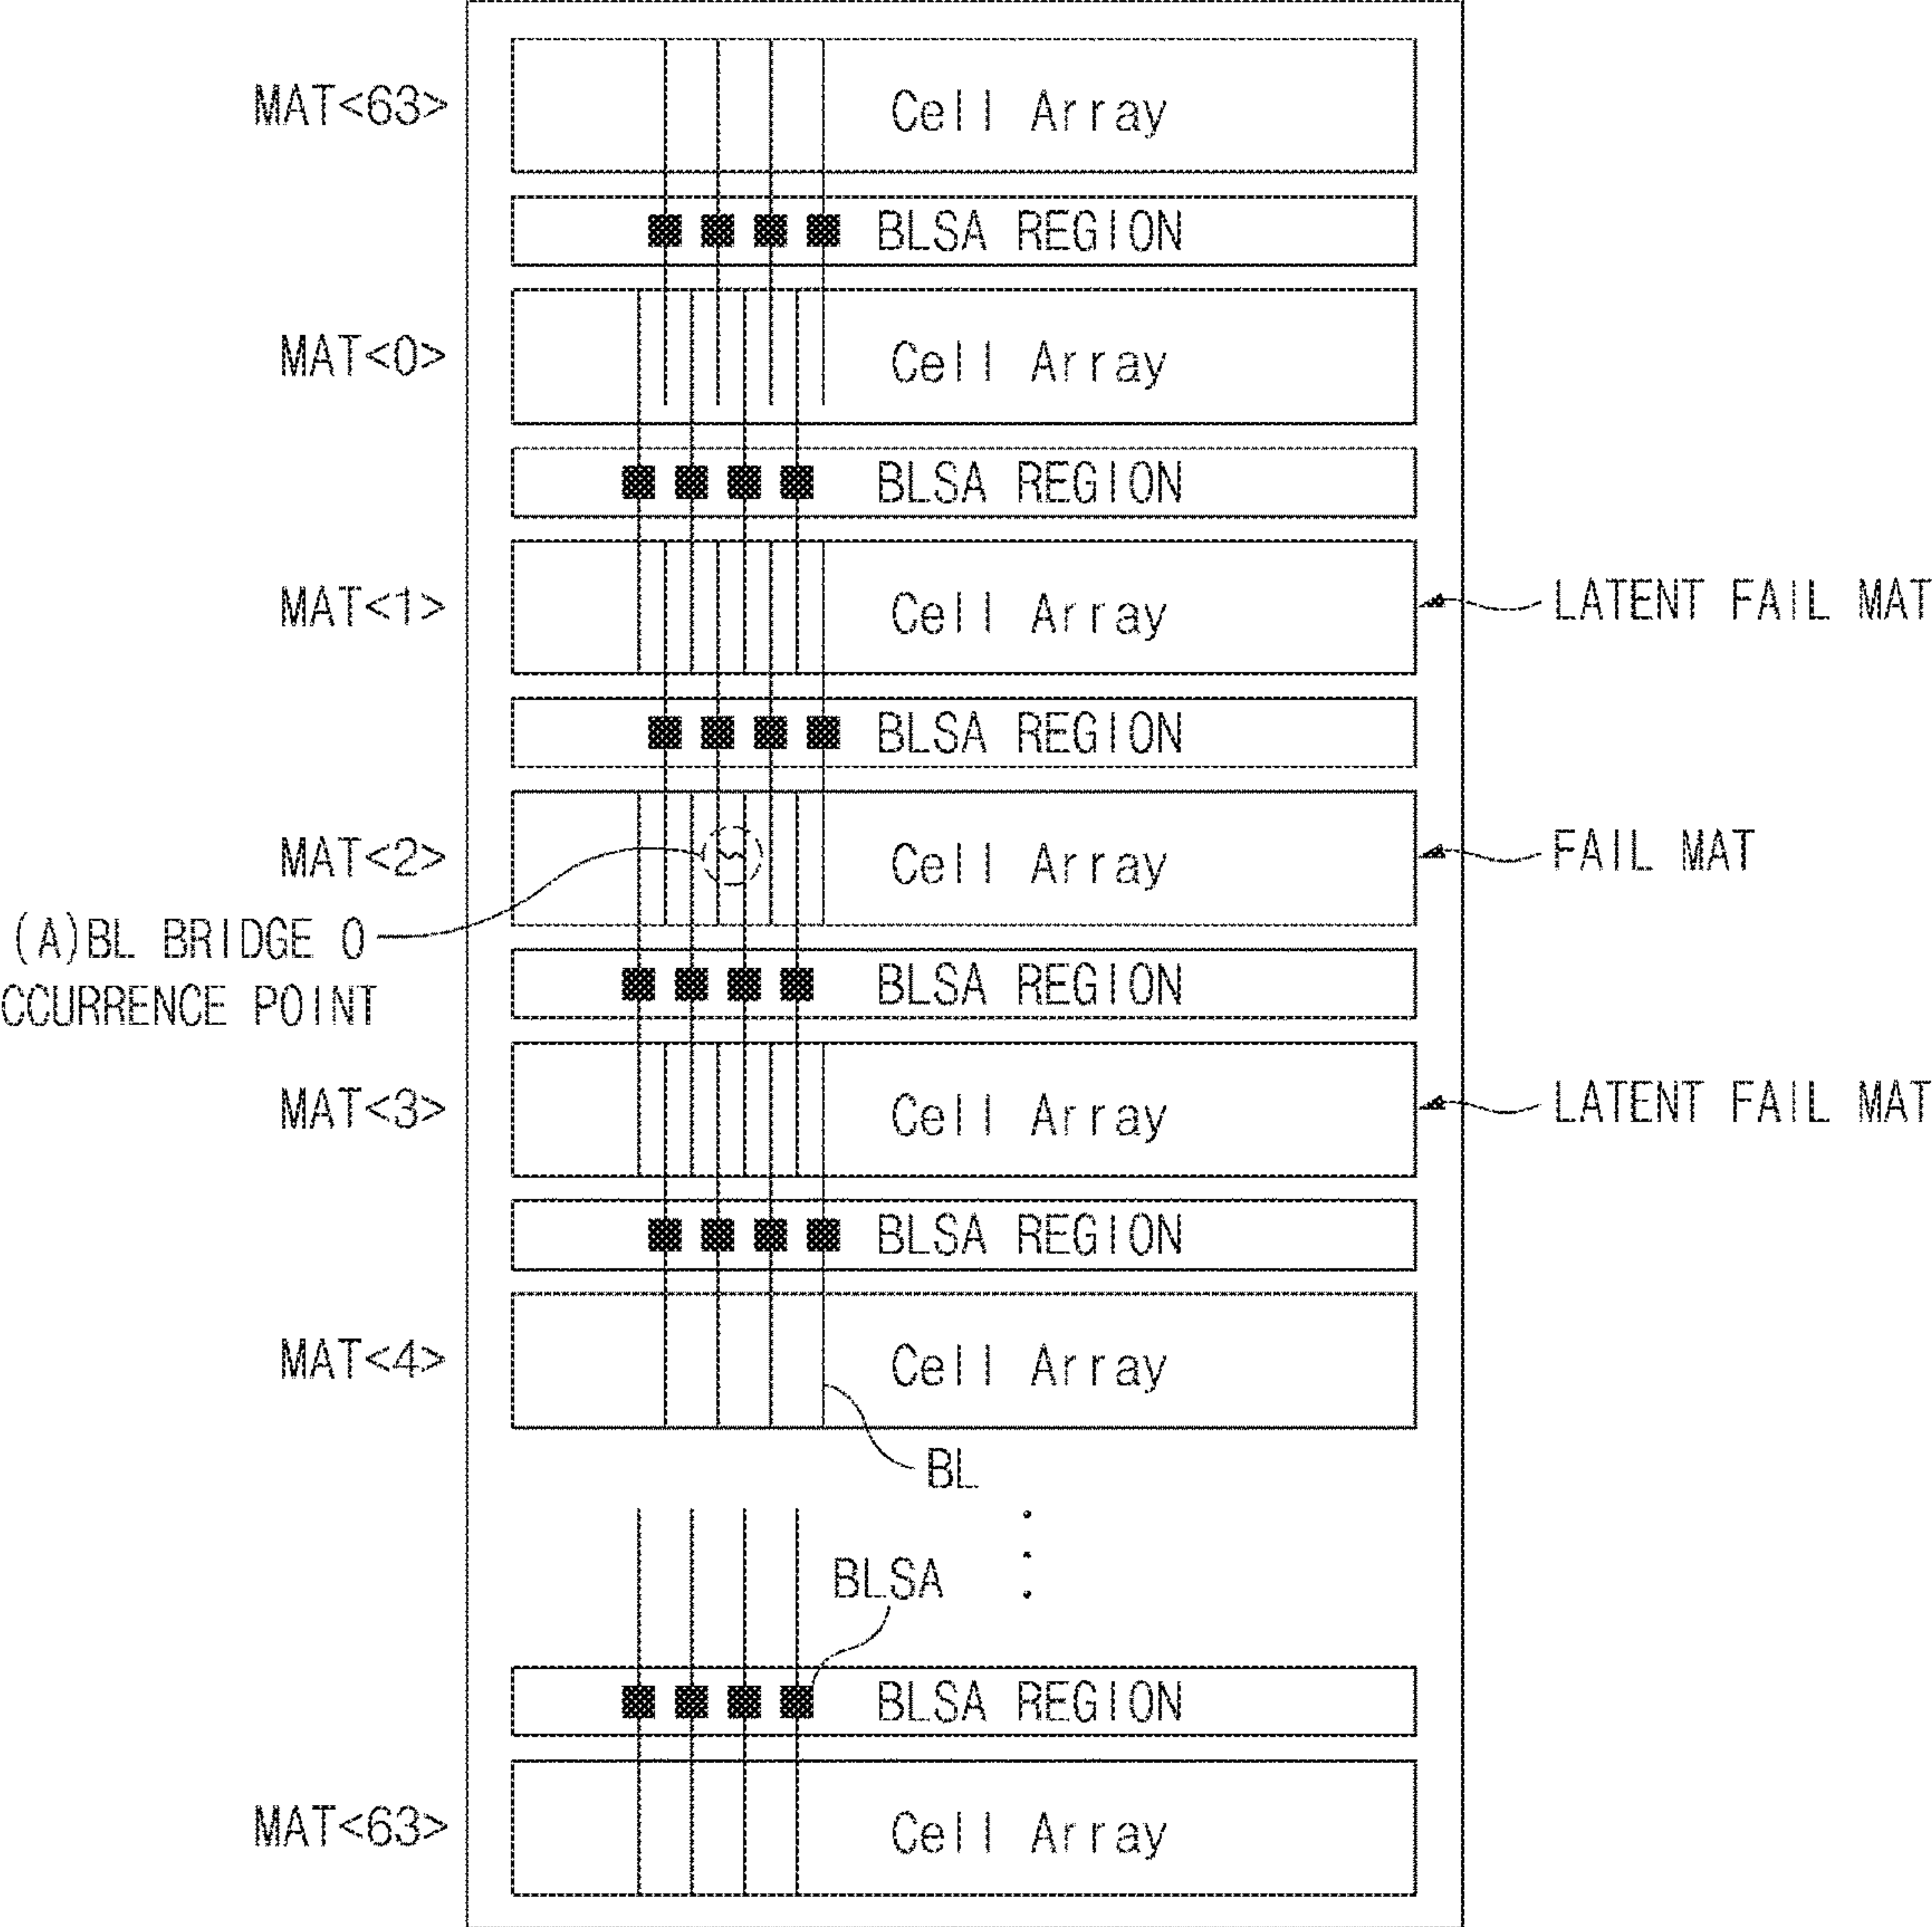 MAT<63>
Cell Array
BLSA REGION
MAT<0>
Cell Array
BLSA REGION
MAT<1>
Cell Array
LATENT FAIL MAT
BLSA REGION
MAT<2>
Cell Array
FAIL MAT
(A)BL BRIDGE O
CCURRENCE POINT
BLSA REGION
MAT<3>
Cell Array
LATENT FAIL MAT
BLSA REGION
MAT<4>
Cell Array
BL
BLSA
BLSA REGION
MAT<63>
Cell Array